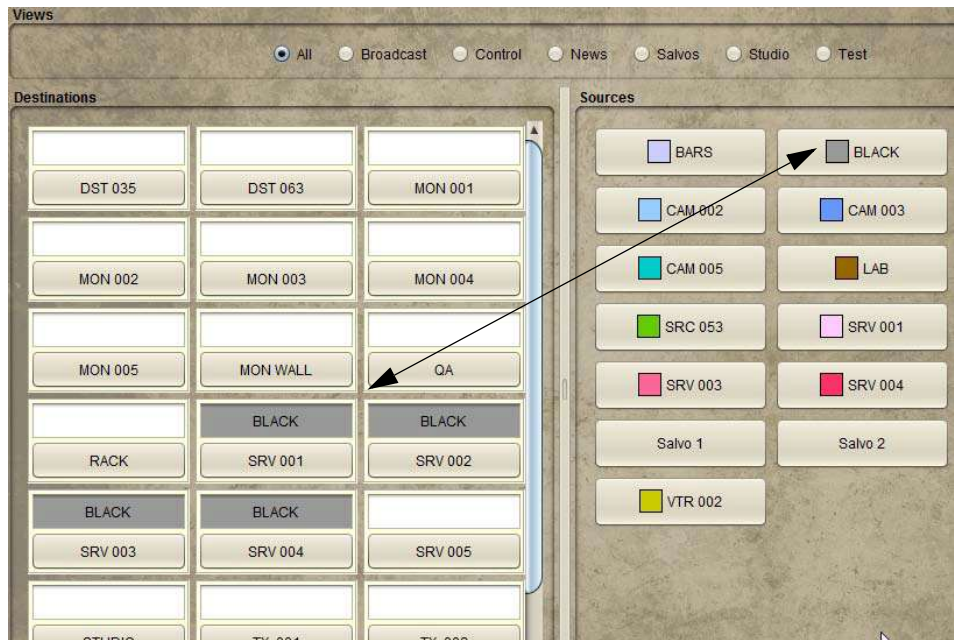 Views
All Broadcast Control News Salvos Studio Test
Destinations
DST 035 DST 063 MON 001
MON 002 MON 003 MON 004
MON 005 MON WALL QA
BLACK BLACK
RACK SRV 001 SRV 002
BLACK BLACK
SRV 003 SRV 004 SRV 005
Sources
BARS BLACK
CAM 002 CAM 003
CAM 005 LAB
SRC 053 SRV 001
SRV 003 SRV 004
Salvo 1 Salvo 2
VTR 002